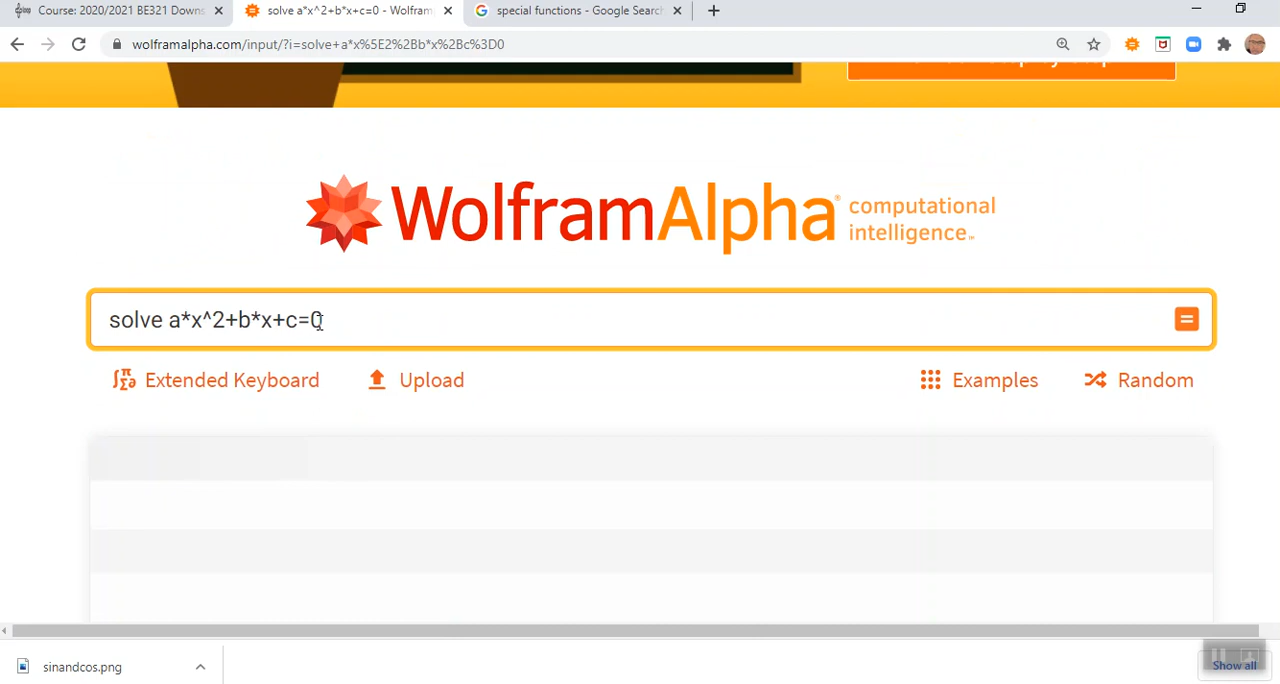 Course: 2020/2021 BE321 Downs
solve a*x^2+b*x+c=0 - Wolfram
special functions - Google Search
wolframalpha.com/input/?i=solve+a*x%5E2%2Bb*x%2Bc%3D0
WolframAlpha computational intelligence™
solve a*x^2+b*x+c=0
Extended Keyboard
Upload
Examples
Random
sinandcos.png
Show all